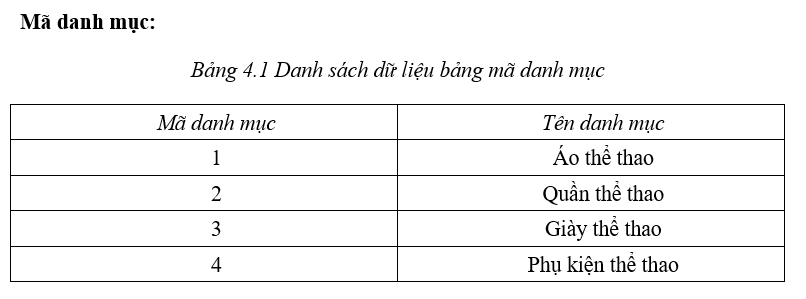 Mã danh mục:
Bảng 4.1 Danh sách dữ liệu bảng mã danh mục
Mã danh mục Tên danh mục
1 Áo thể thao
2 Quần thể thao
3 Giày thể thao
4 Phụ kiện thể thao